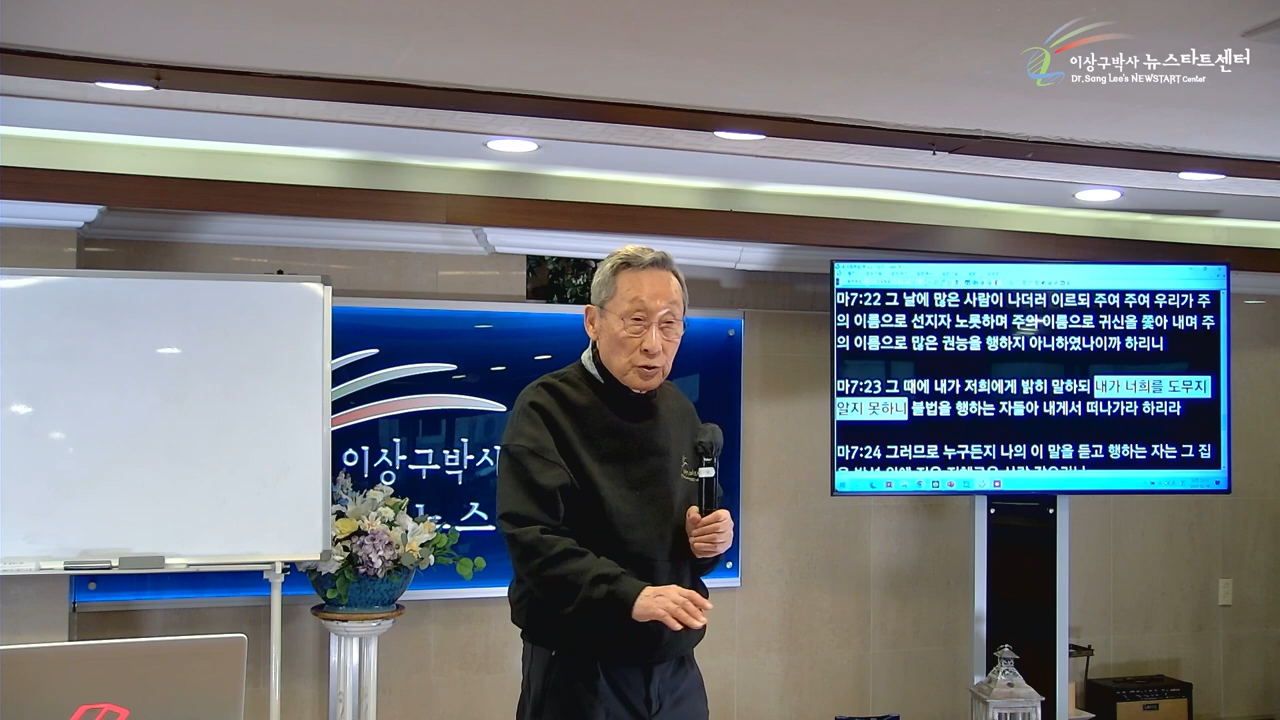 이상구박사 뉴스타트센터
Dr. Sang Lee's NEWSTART Center
마7:22 그 날에 많은 사람이 나더러 이르되 주여 주여 우리가 주
의 이름으로 선지자 노릇하며 주의 이름으로 귀신을 쫓아 내며 주
의 이름으로 많은 권능을 행하지 아니하였나이까 하리니
마7:23 그 때에 내가 저희에게 밝히 말하되 내가 너희를 도무지
알지 못하니 불법을 행하는 자들아 내게서 떠나가라 하리라
마7:24 그러므로 누구든지 나의 이 말을 듣고 행하는 자는 그 집
이상구박사
뉴스